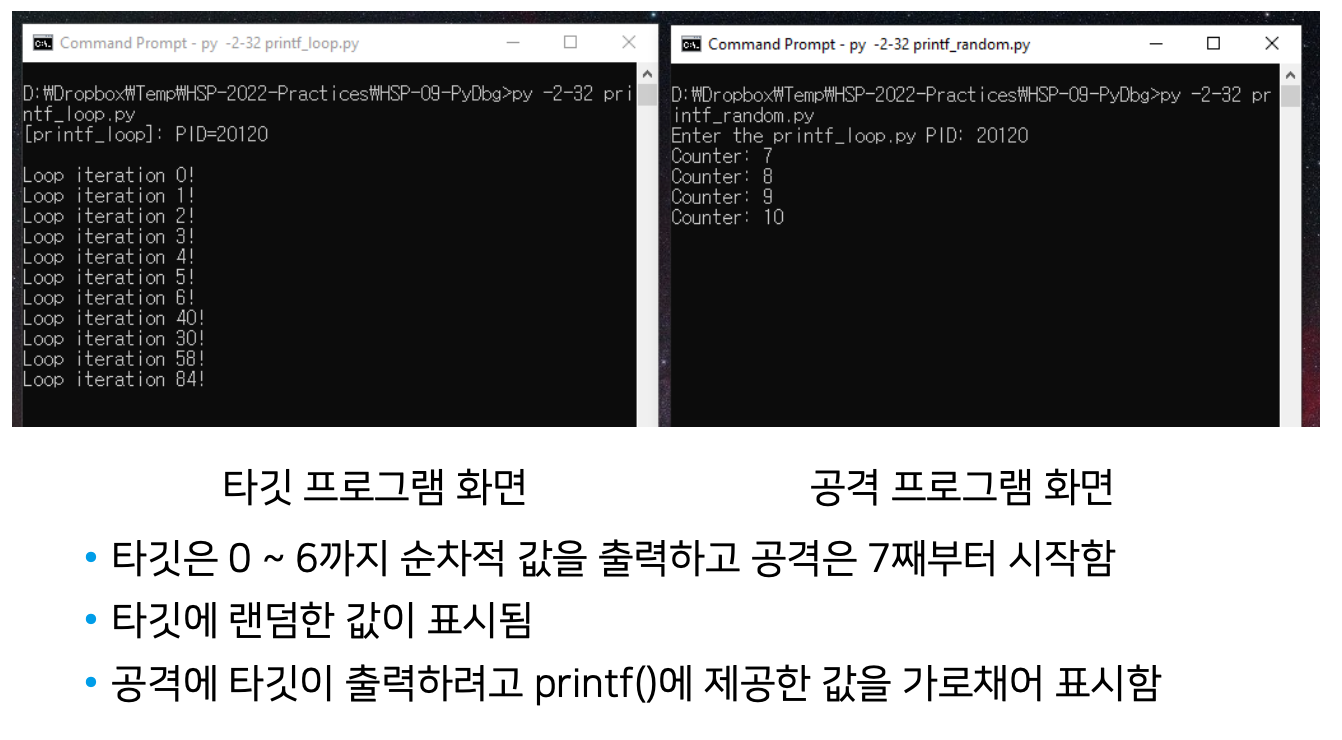 Command Prompt - py -2-32 printf_loop.py
D:₩Dropbox₩Temp₩HSP-2022-Practices₩HSP-09-PyDbg>py -2-32 pri
ntf_loop.py
[printf_loop]: PID=20120
Loop iteration 0!
Loop iteration 1!
Loop iteration 2!
Loop iteration 3!
Loop iteration 4!
Loop iteration 5!
Loop iteration 6!
Loop iteration 40!
Loop iteration 30!
Loop iteration 58!
Loop iteration 84!
Command Prompt - py -2-32 printf_random.py
D:₩Dropbox₩Temp₩HSP-2022-Practices₩HSP-09-PyDbg>py -2-32 pr
intf_random.py
Enter the printf_loop.py PID: 20120
Counter: 7
Counter: 8
Counter: 9
Counter: 10
타깃 프로그램 화면
공격 프로그램 화면
• 타깃은 0 ~ 6까지 순차적 값을 출력하고 공격은 7째부터 시작함
• 타깃에 랜덤한 값이 표시됨
• 공격에 타깃이 출력하려고 printf()에 제공한 값을 가로채어 표시함